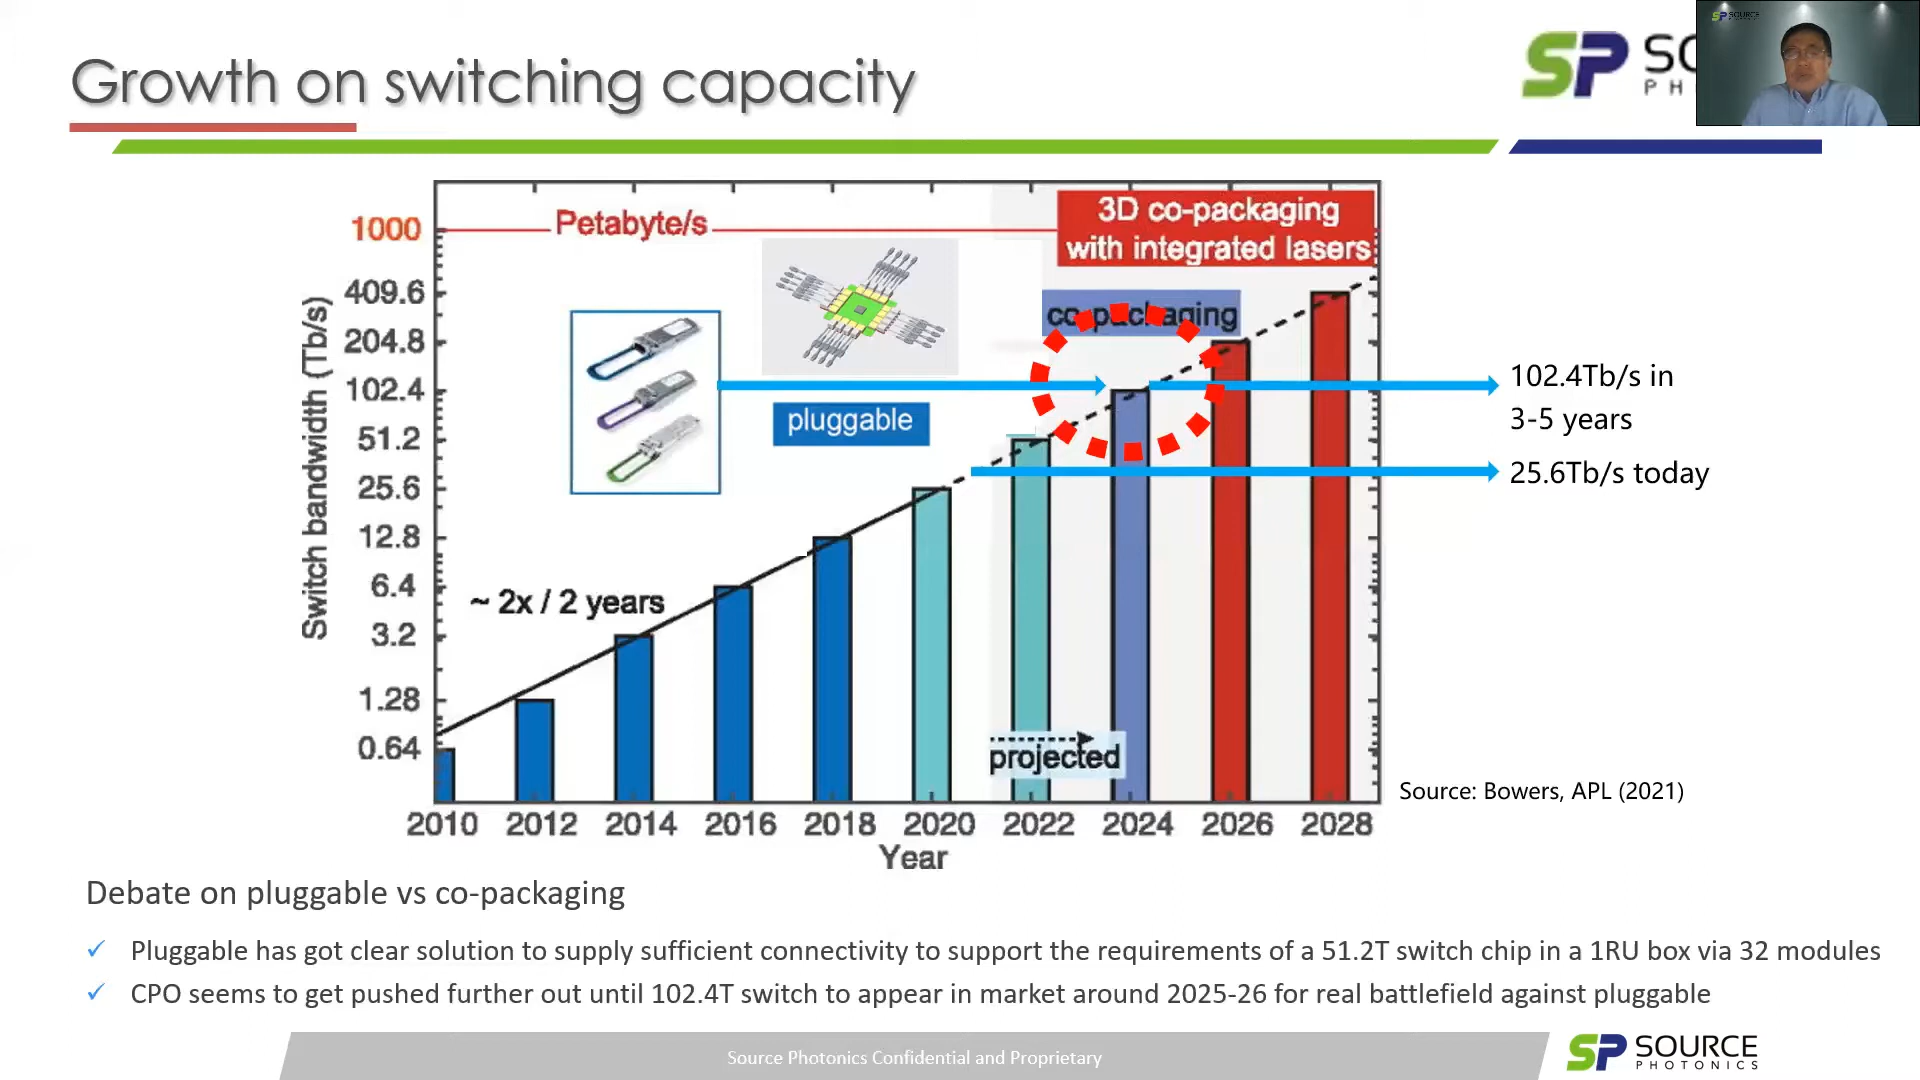 Growth on switching capacity
SP SOURCE
SP
PH
1000
Petabyte/s
3D co-packaging
with integrated lasers
409.6
co-packaging
204.8
102.4
102.4Tb/s in
3-5 years
pluggable
51.2
25.6
25.6Tb/s today
12.8
6.4
~ 2x / 2 years
3.2
1.28
0.64
projected
Switch bandwidth (Tb/s)
2010 2012 2014 2016 2018 2020 2022 2024 2026 2028
Year
Source: Bowers, APL (2021)
Debate on pluggable vs co-packaging
✓ Pluggable has got clear solution to supply sufficient connectivity to support the requirements of a 51.2T switch chip in a 1RU box via 32 modules
✓ CPO seems to get pushed further out until 102.4T switch to appear in market around 2025-26 for real battlefield against pluggable
Source Photonics Confidential and Proprietary
SP SOURCE
PHOTONICS